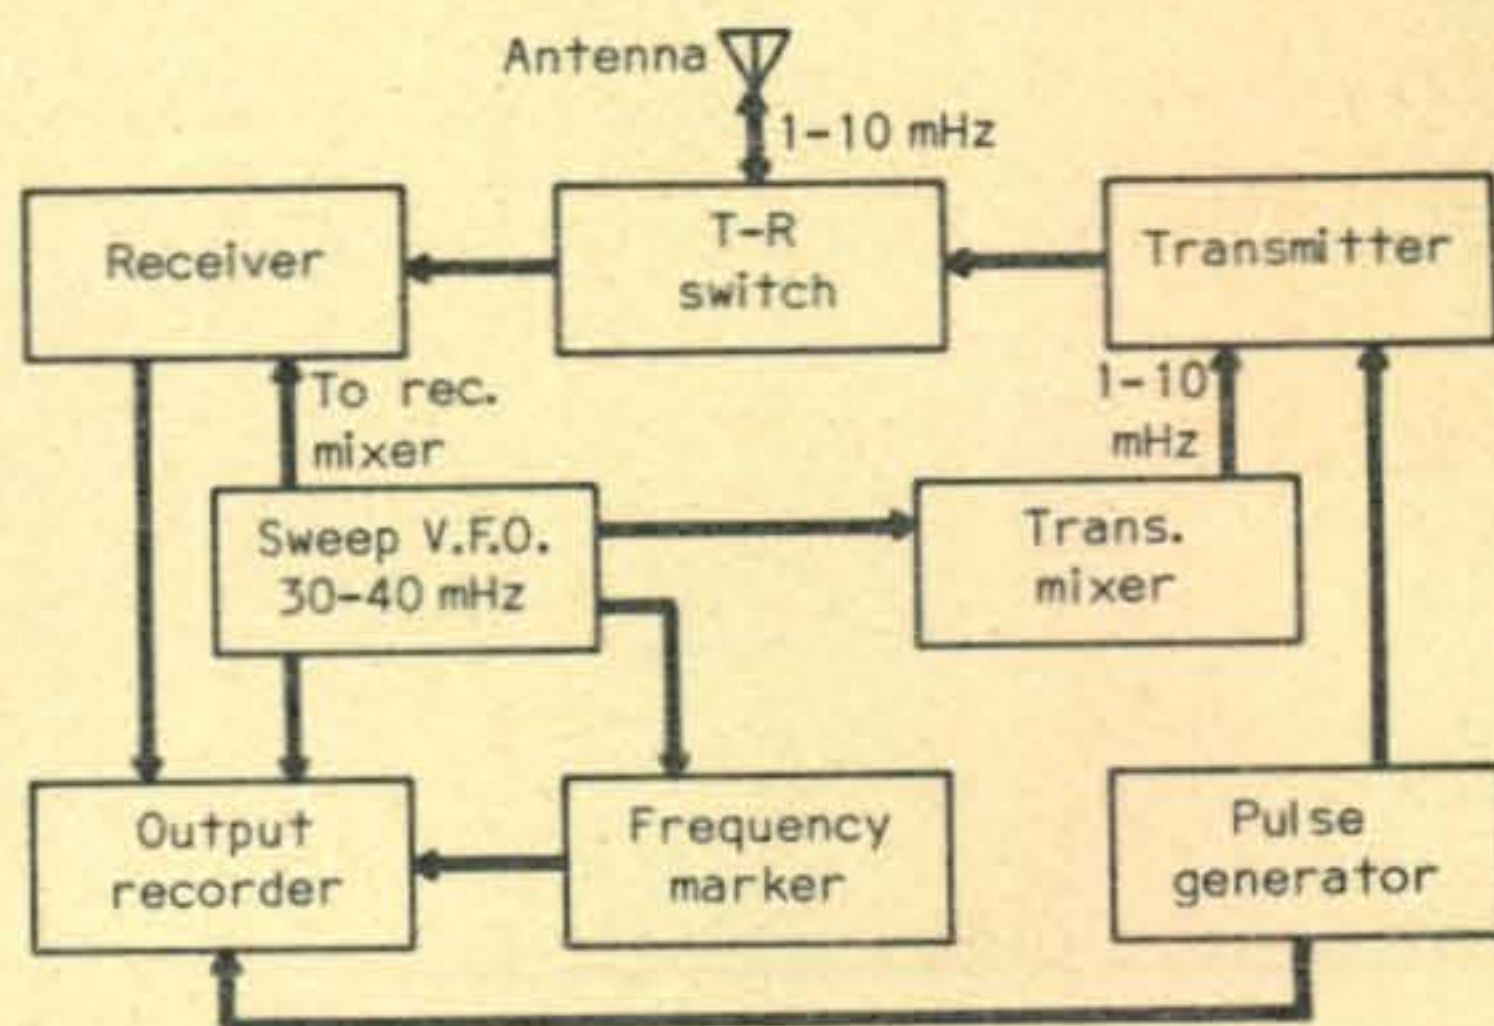 Antenna
1-10 mHz
Receiver
T-R
switch
Transmitter
To rec.
mixer
1-10
mHz
Sweep V.F.O.
30-40 mHz
Trans.
mixer
Output
recorder
Frequency
marker
Pulse
generator